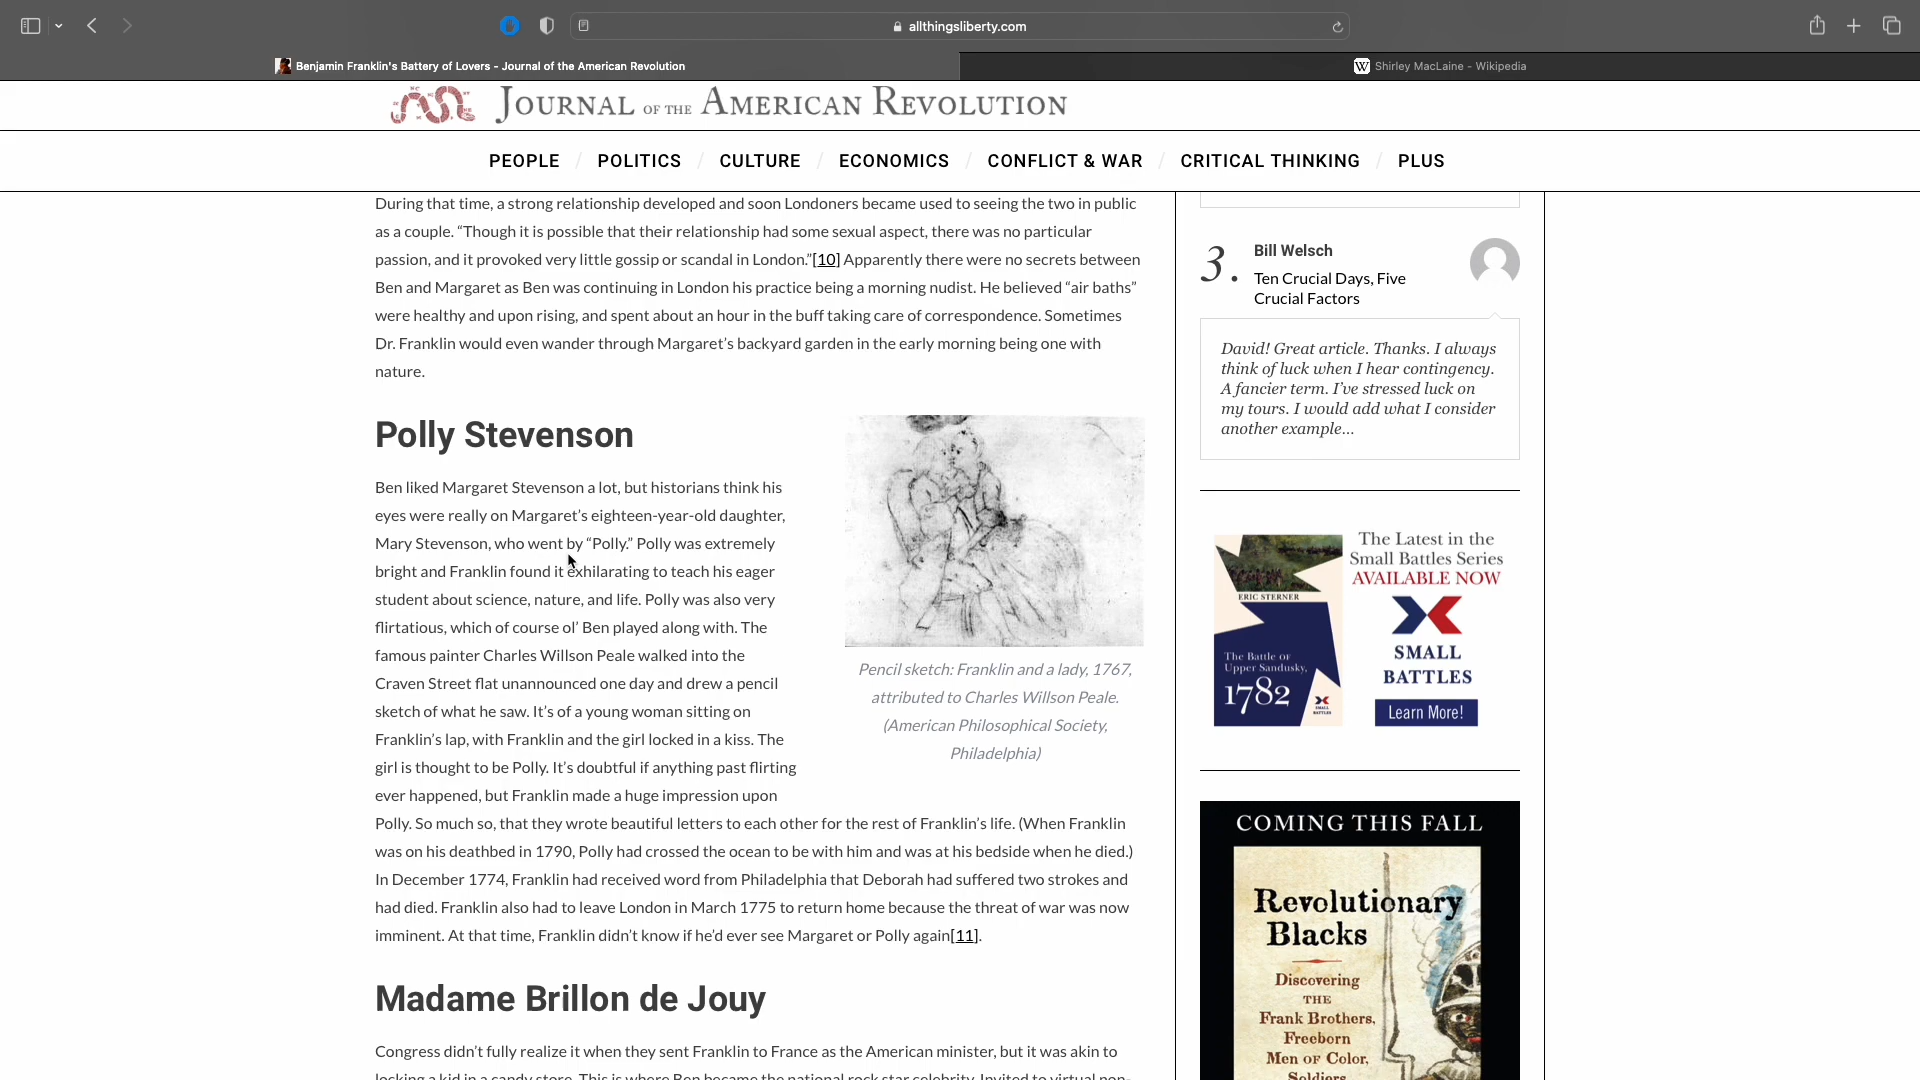 allthingsliberty.com
Benjamin Franklin's Battery of Lovers - Journal of the American Revolution
W
Shirley MacLaine - Wikipedia
JOURNAL OF THE AMERICAN REVOLUTION
PEOPLE / POLITICS / CULTURE / ECONOMICS / CONFLICT & WAR / CRITICAL THINKING / PLUS
During that time, a strong relationship developed and soon Londoners became used to seeing the two in public
as a couple. “Though it is possible that their relationship had some sexual aspect, there was no particular
passion, and it provoked very little gossip or scandal in London.”[10] Apparently there were no secrets between
Ben and Margaret as Ben was continuing in London his practice being a morning nudist. He believed “air baths”
were healthy and upon rising, and spent about an hour in the buff taking care of correspondence. Sometimes
Dr. Franklin would even wander through Margaret’s backyard garden in the early morning being one with
nature.
Polly Stevenson
Ben liked Margaret Stevenson a lot, but historians think his
eyes were really on Margaret’s eighteen-year-old daughter,
Mary Stevenson, who went by “Polly.” Polly was extremely
bright and Franklin found it exhilarating to teach his eager
student about science, nature, and life. Polly was also very
flirtatious, which of course ol’ Ben played along with. The
famous painter Charles Willson Peale walked into the
Craven Street flat unannounced one day and drew a pencil
sketch of what he saw. It’s of a young woman sitting on
Franklin’s lap, with Franklin and the girl locked in a kiss. The
girl is thought to be Polly. It’s doubtful if anything past flirting
ever happened, but Franklin made a huge impression upon
Polly. So much so, that they wrote beautiful letters to each other for the rest of Franklin’s life. (When Franklin
was on his deathbed in 1790, Polly had crossed the ocean to be with him and was at his bedside when he died.)
In December 1774, Franklin had received word from Philadelphia that Deborah had suffered two strokes and
had died. Franklin also had to leave London in March 1775 to return home because the threat of war was now
imminent. At that time, Franklin didn’t know if he’d ever see Margaret or Polly again[11].
Pencil sketch: Franklin and a lady, 1767,
attributed to Charles Willson Peale.
(American Philosophical Society,
Philadelphia)
Madame Brillon de Jouy
Congress didn’t fully realize it when they sent Franklin to France as the American minister, but it was akin to
locking a kid in a candy store. This is where Ben became the national rock star celebrity. Invited to virtual non-
3.
Bill Welsch
Ten Crucial Days, Five
Crucial Factors
David! Great article. Thanks. I always
think of luck when I hear contingency.
A fancier term. I’ve stressed luck on
my tours. I would add what I consider
another example…
The Latest in the
Small Battles Series
AVAILABLE NOW
ERIC STERNER
The Battle of
Upper Sandusky,
1782
SMALL
BATTLES
SMALL
BATTLES
Learn More!
COMING THIS FALL
Revolutionary
Blacks
Discovering
THE
Frank Brothers,
Freeborn
Men OF Color,
Soldiers